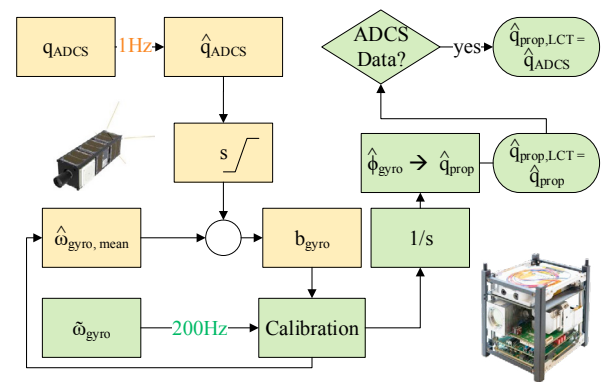 q_ADCS
1Hz
q̂_ADCS
ADCS
Data?
yes
q̂_prop,LCT =
q̂_ADCS
s
ϕ̂_gyro → q̂_prop
q̂_prop,LCT =
q̂_prop
ω̂_gyro, mean
b_gyro
1/s
ω̃_gyro
200Hz
Calibration